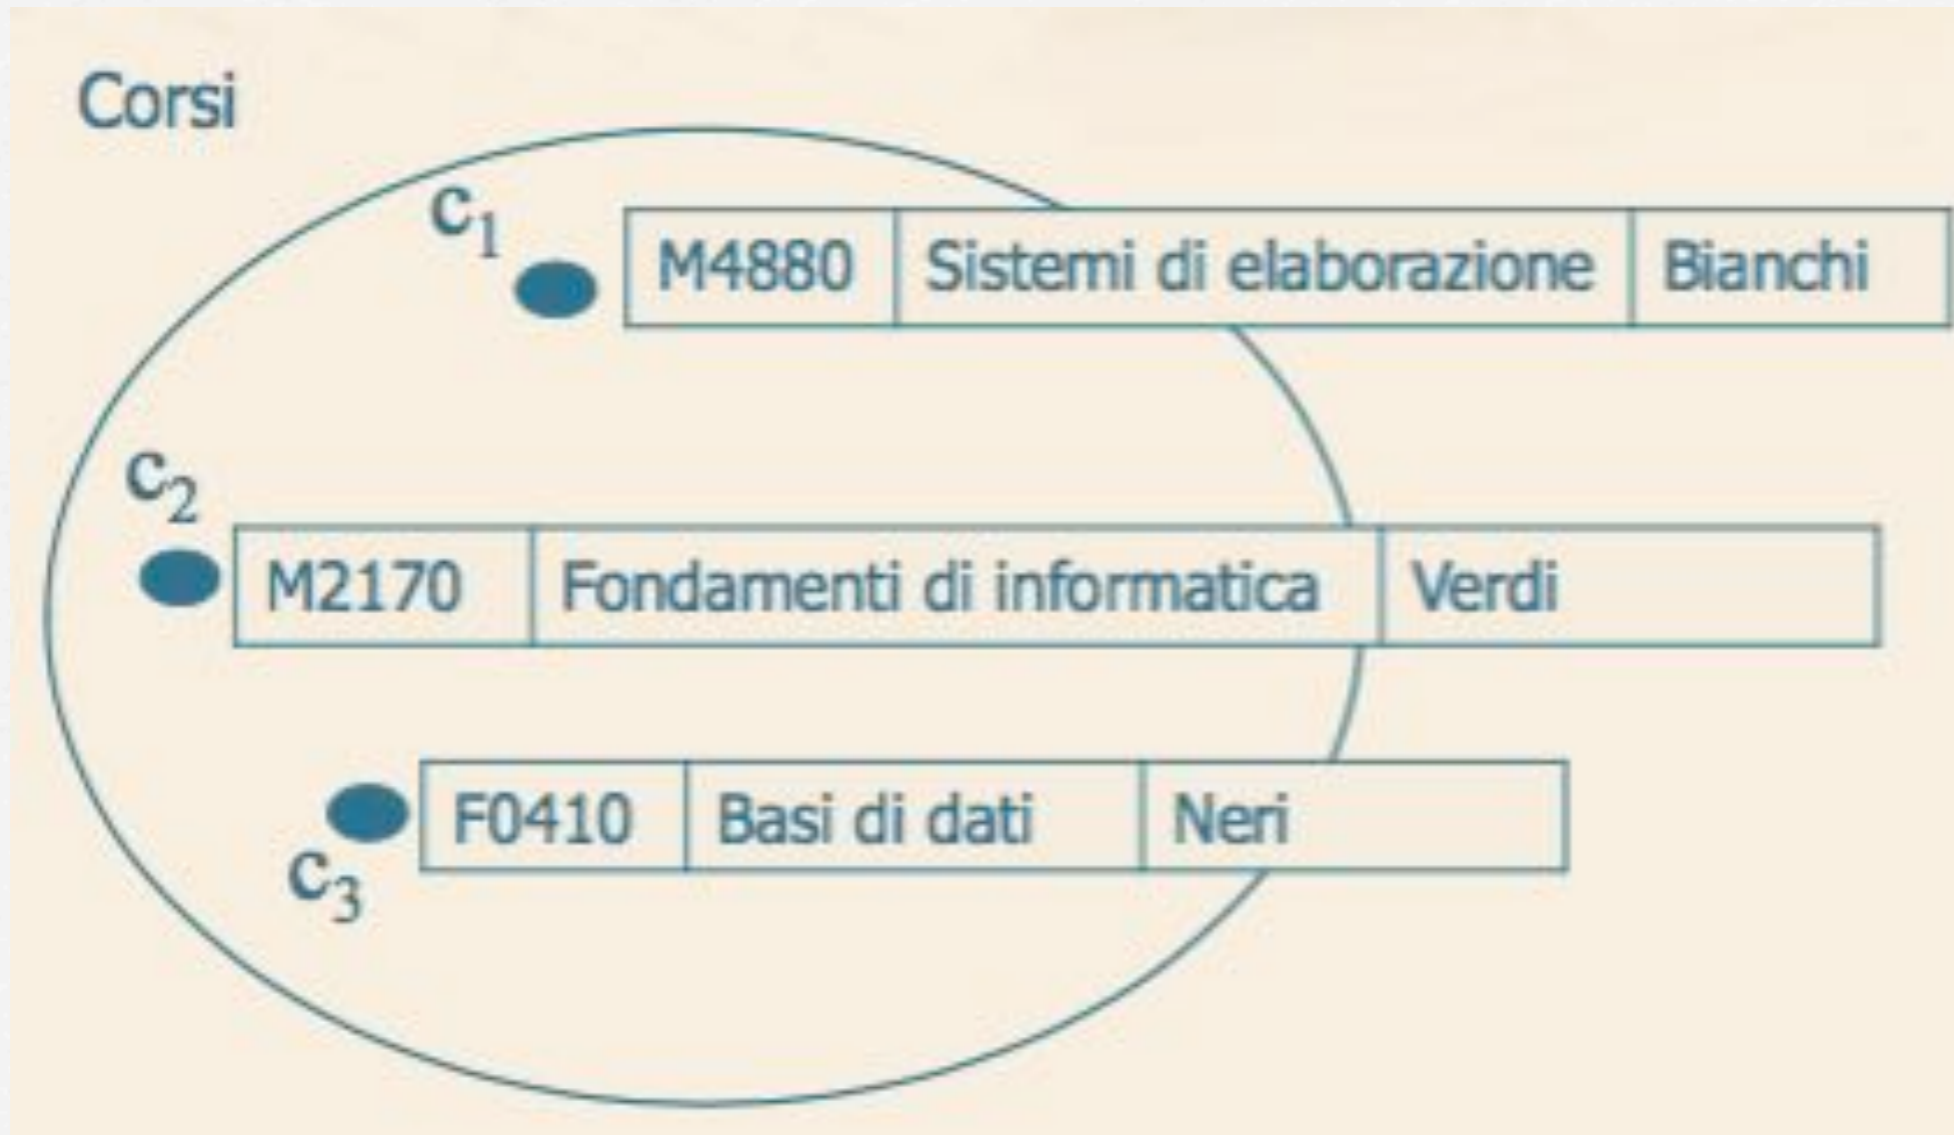 Corsi
c1
M4880 Sistemi di elaborazione Bianchi
c2
M2170 Fondamenti di informatica Verdi
F0410 Basi di dati Neri
c3